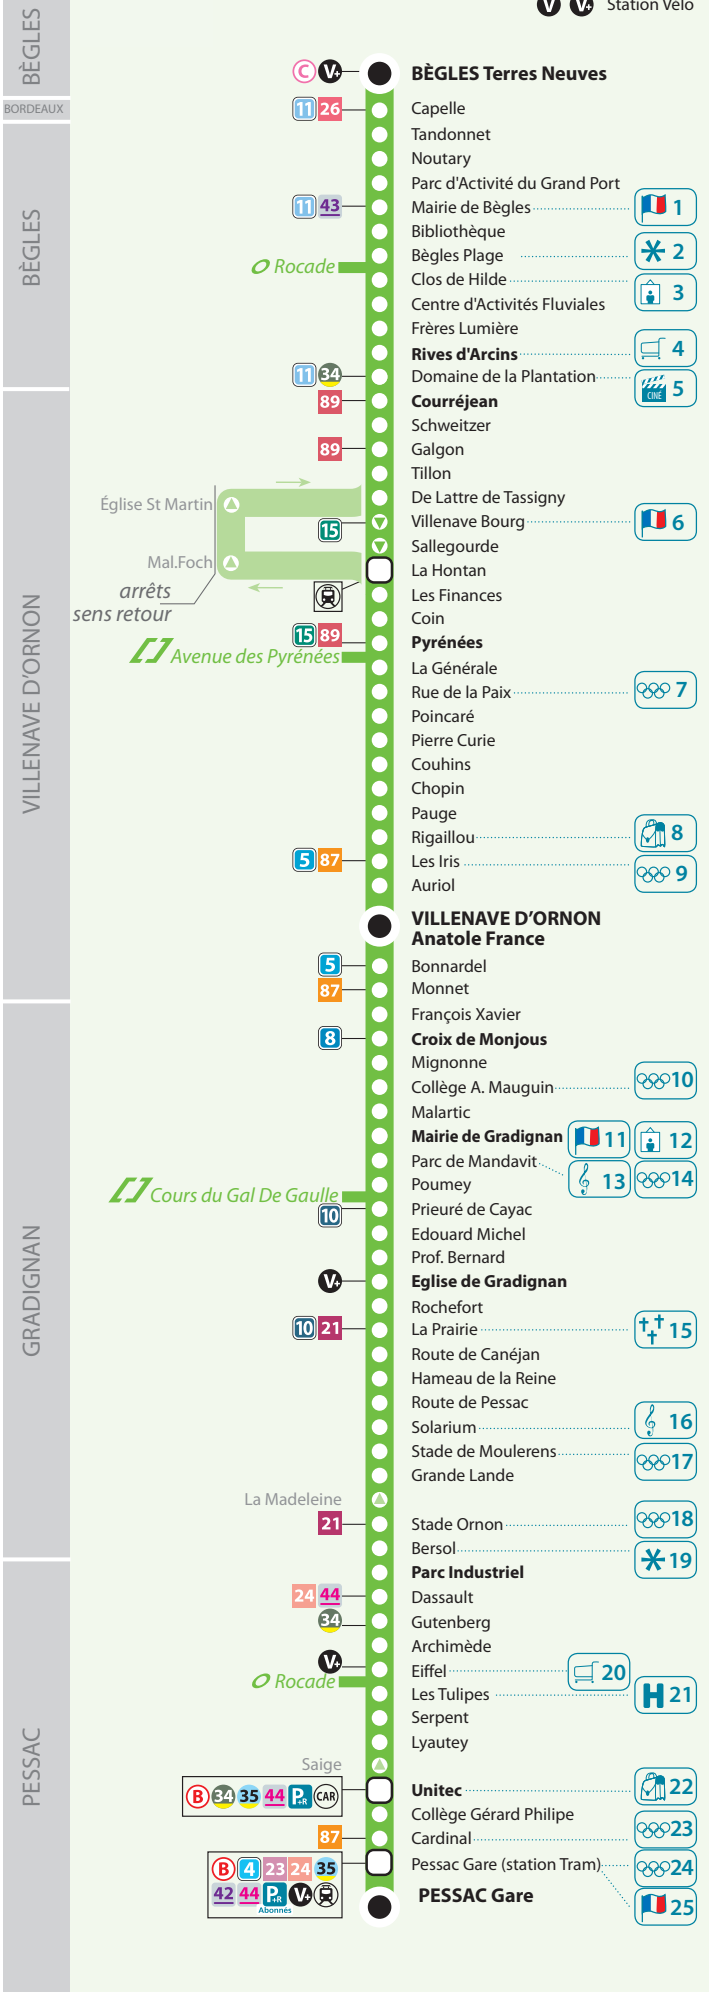 V V+ Station Vélo
BÈGLES
C V+ BÈGLES Terres Neuves
BORDEAUX
11 26 Capelle
Tandonnet
Noutary
Parc d'Activité du Grand Port
BÈGLES
11 43 Mairie de Bègles 1
Bibliothèque
Bègles Plage 2
Rocade
Clos de Hilde 3
Centre d'Activités Fluviales
Frères Lumière
Rives d'Arcins 4
11 34 Domaine de la Plantation CINÉ 5
89 Courréjean
Schweitzer
89 Galgon
Tillon
De Lattre de Tassigny
Église St Martin
15 Villenave Bourg 6
Sallegourde
Mal.Foch
La Hontan
arrêts
sens retour
Les Finances
Coin
VILLENAVE D'ORNON
15 89 Pyrénées
Avenue des Pyrénées
La Générale
Rue de la Paix 7
Poincaré
Pierre Curie
Couhins
Chopin
Pauge
Rigaillou 8
5 87 Les Iris 9
Auriol
VILLENAVE D'ORNON
Anatole France
5 Bonnardel
87 Monnet
François Xavier
8 Croix de Monjous
Mignonne
Collège A. Mauguin 10
Malartic
Mairie de Gradignan 11 12
Parc de Mandavit 13 14
Poumey
Cours du Gal De Gaulle
10 Prieuré de Cayac
Edouard Michel
Prof. Bernard
GRADIGNAN
V+ Eglise de Gradignan
Rochefort
10 21 La Prairie 15
Route de Canéjan
Hameau de la Reine
Route de Pessac
Solarium 16
Stade de Moulerens 17
Grande Lande
La Madeleine
21 Stade Ornon 18
Bersol 19
Parc Industriel
24 44 Dassault
34 Gutenberg
Archimède
V+ Eiffel 20
Rocade
Les Tulipes H 21
Serpent
Lyautey
PESSAC
Saige
B 34 35 44 P+R CAR Unitec 22
Collège Gérard Philipe
87 Cardinal 23
B 4 23 24 35 Pessac Gare (station Tram) 24
42 44 P+R V+
Abonnés
PESSAC Gare 25